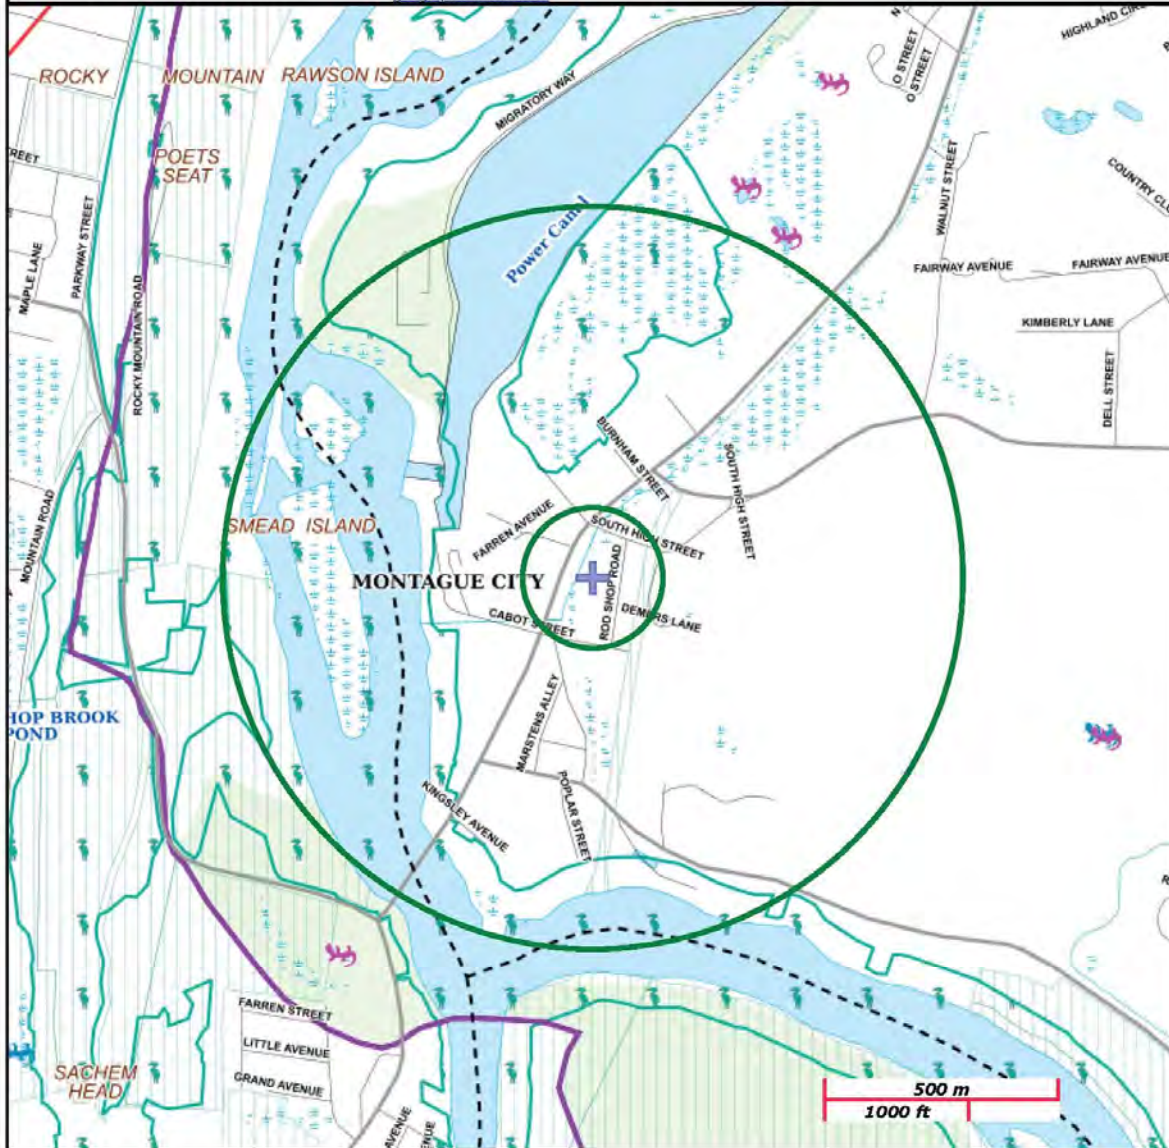 HIGHLAND CIRC
N
O STREET
O STREET
ROCKY
MOUNTAIN
RAWSON ISLAND
MIGRATORY WAY
REET
POETS
SEAT
WALNUT STREET
COUNTRY CLU
PARKWAY STREET
MAPLE LANE
Power Canal
FAIRWAY AVENUE
FAIRWAY AVENUE
ROCKY MOUNTAIN ROAD
KIMBERLY LANE
DELL STREET
BURNHAM STREET
SOUTH HIGH STREET
MOUNTAIN ROAD
SMEAD ISLAND
FARREN AVENUE
SOUTH HIGH STREET
MONTAGUE CITY
ROD SHOP ROAD
CABOT STREET
DEMERS LANE
HOP BROOK
POND
MARSTENS ALLEY
POPLAR STREET
KINGSLEY AVENUE
FARREN STREET
LITTLE AVENUE
GRAND AVENUE
SACHEM
HEAD
500 m
1000 ft
AVENUE
ENUE